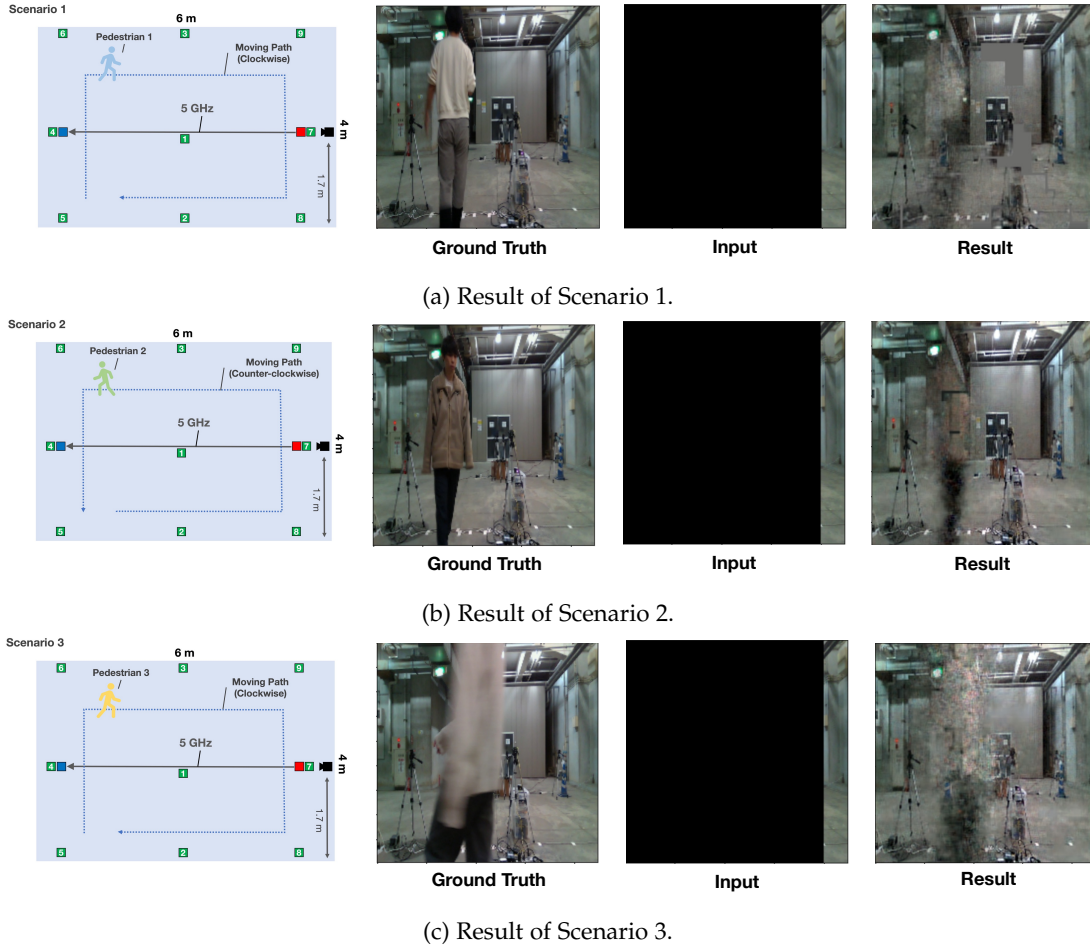 Scenario 1
6 m
6
3
9
Pedestrian 1
Moving Path
(Clockwise)
5 GHz
4
1
7
4 m
1.7 m
5
2
8
Ground Truth
Input
Result
(a) Result of Scenario 1.
Scenario 2
6 m
6
3
9
Pedestrian 2
Moving Path
(Counter-clockwise)
5 GHz
4
1
7
4 m
1.7 m
5
2
8
Ground Truth
Input
Result
(b) Result of Scenario 2.
Scenario 3
6 m
6
3
9
Pedestrian 3
Moving Path
(Clockwise)
5 GHz
4
1
7
4 m
1.7 m
5
2
8
Ground Truth
Input
Result
(c) Result of Scenario 3.